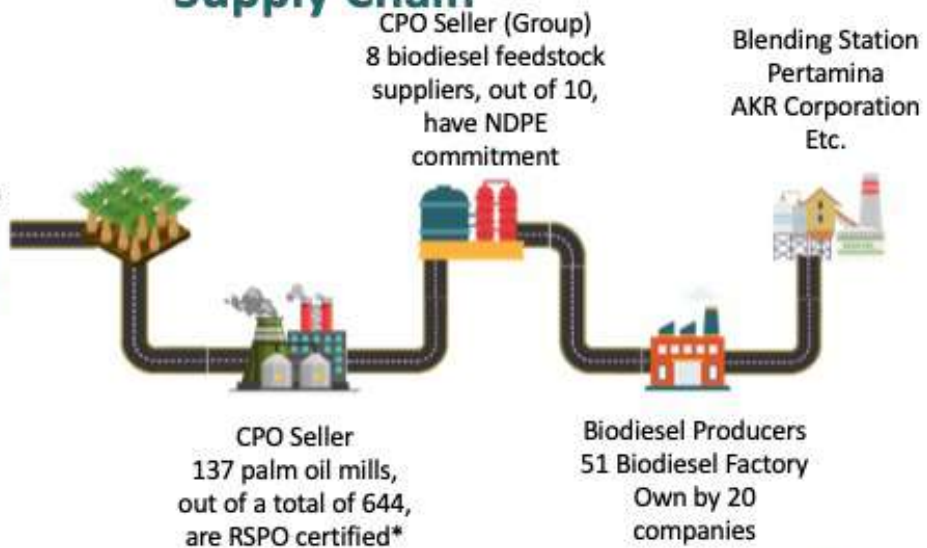 Supply Chain
CPO Seller (Group)
8 biodiesel feedstock
suppliers, out of 10,
have NDPE
commitment
Blending Station
Pertamina
AKR Corporation
Etc.
CPO Seller
137 palm oil mills,
out of a total of 644,
are RSPO certified*
Biodiesel Producers
51 Biodiesel Factory
Own by 20
companies